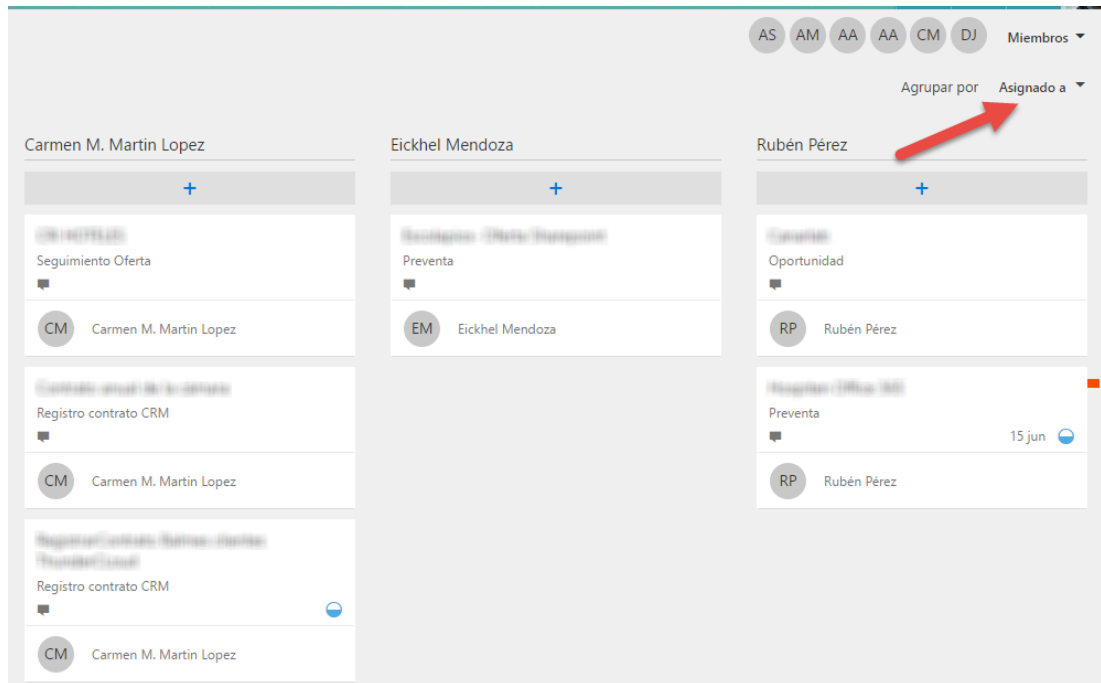 AS AM AA AA CM DJ Miembros
Agrupar por Asignado a
Carmen M. Martin Lopez
Eickhel Mendoza
Rubén Pérez
+
+
+
Seguimiento Oferta
CM Carmen M. Martin Lopez
Registro contrato CRM
CM Carmen M. Martin Lopez
Registro contrato CRM
CM Carmen M. Martin Lopez
Preventa
EM Eickhel Mendoza
Oportunidad
RP Rubén Pérez
Preventa
15 jun
RP Rubén Pérez